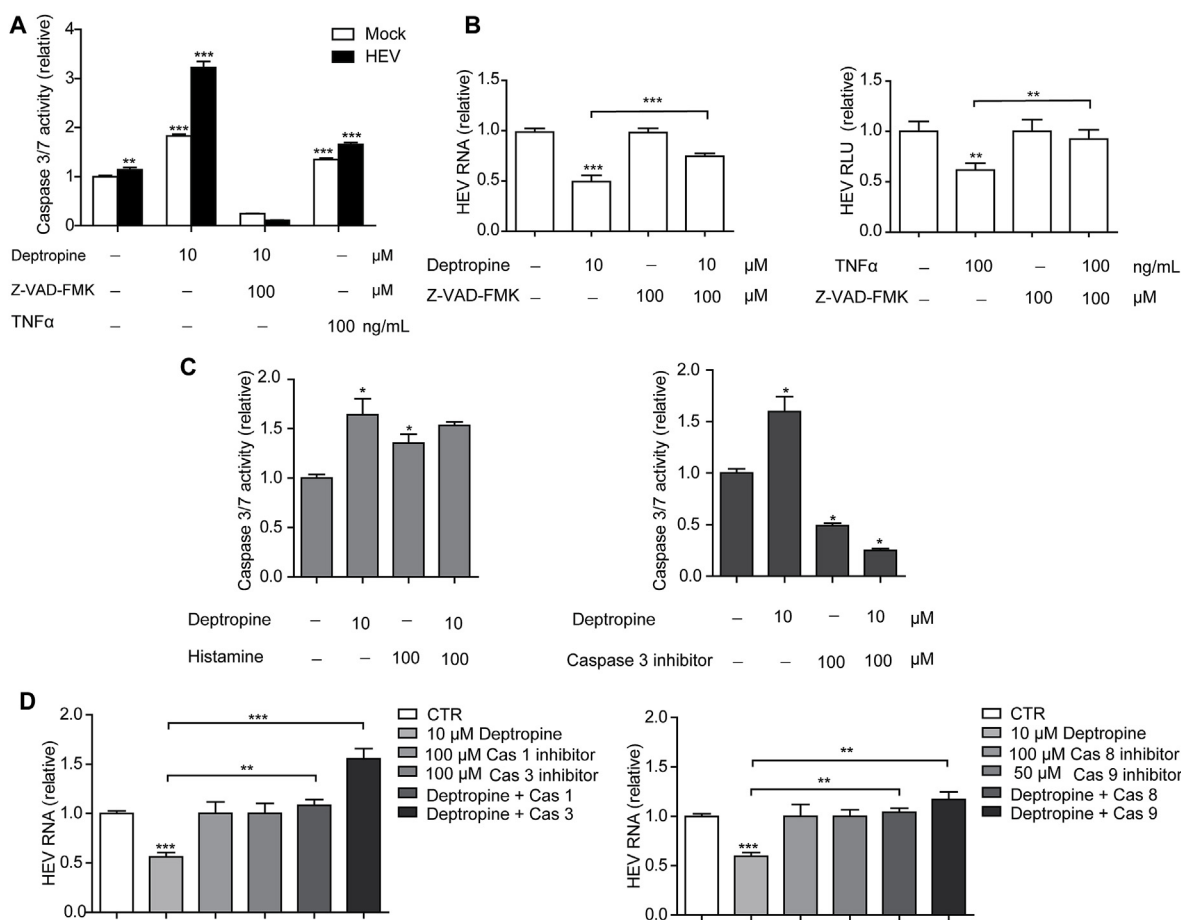 A
Caspase 3/7 activity (relative)
4
3
2
1
0
Mock
HEV
**
***
***
***
***
Deptropine – 10 10 – µM
Z-VAD-FMK – – 100 – µM
TNFα – – – 100 ng/mL
B
HEV RNA (relative)
1.5
1.0
0.5
0.0
***
***
Deptropine – 10 – 10 µM
Z-VAD-FMK – – 100 100 µM
HEV RLU (relative)
1.5
1.0
0.5
0.0
**
**
TNFα – 100 – 100 ng/mL
Z-VAD-FMK – – 100 100 µM
C
Caspase 3/7 activity (relative)
2.0
1.5
1.0
0.5
0.0
*
*
Deptropine – 10 – 10
Histamine – – 100 100
Caspase 3/7 activity (relative)
2.0
1.5
1.0
0.5
0.0
*
*
*
Deptropine – 10 – 10 µM
Caspase 3 inhibitor – – 100 100 µM
D
HEV RNA (relative)
2.0
1.5
1.0
0.5
0.0
***
**
***
CTR
10 µM Deptropine
100 µM Cas 1 inhibitor
100 µM Cas 3 inhibitor
Deptropine + Cas 1
Deptropine + Cas 3
HEV RNA (relative)
2.0
1.5
1.0
0.5
0.0
**
**
***
CTR
10 µM Deptropine
100 µM Cas 8 inhibitor
50 µM Cas 9 inhibitor
Deptropine + Cas 8
Deptropine + Cas 9